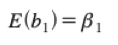 E(b₁) = β₁